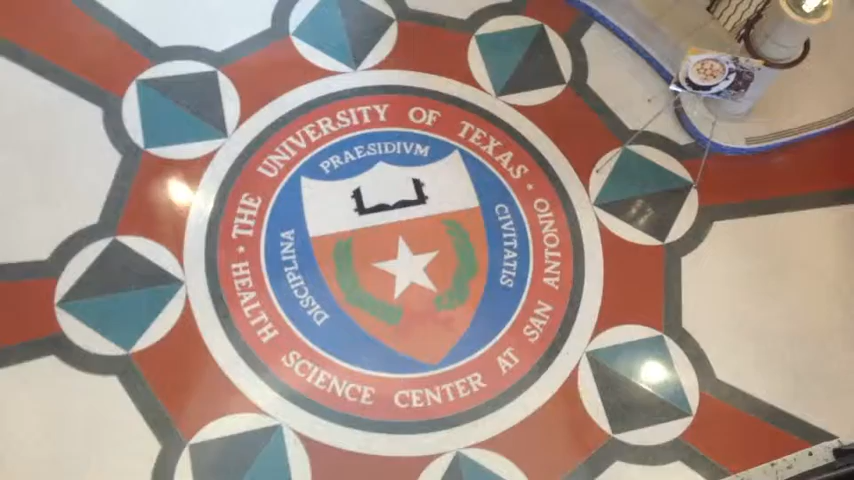 THE UNIVERSITY OF TEXAS
HEALTH SCIENCE CENTER AT SAN ANTONIO
PRAESIDIVM
DISCIPLINA
CIVITATIS